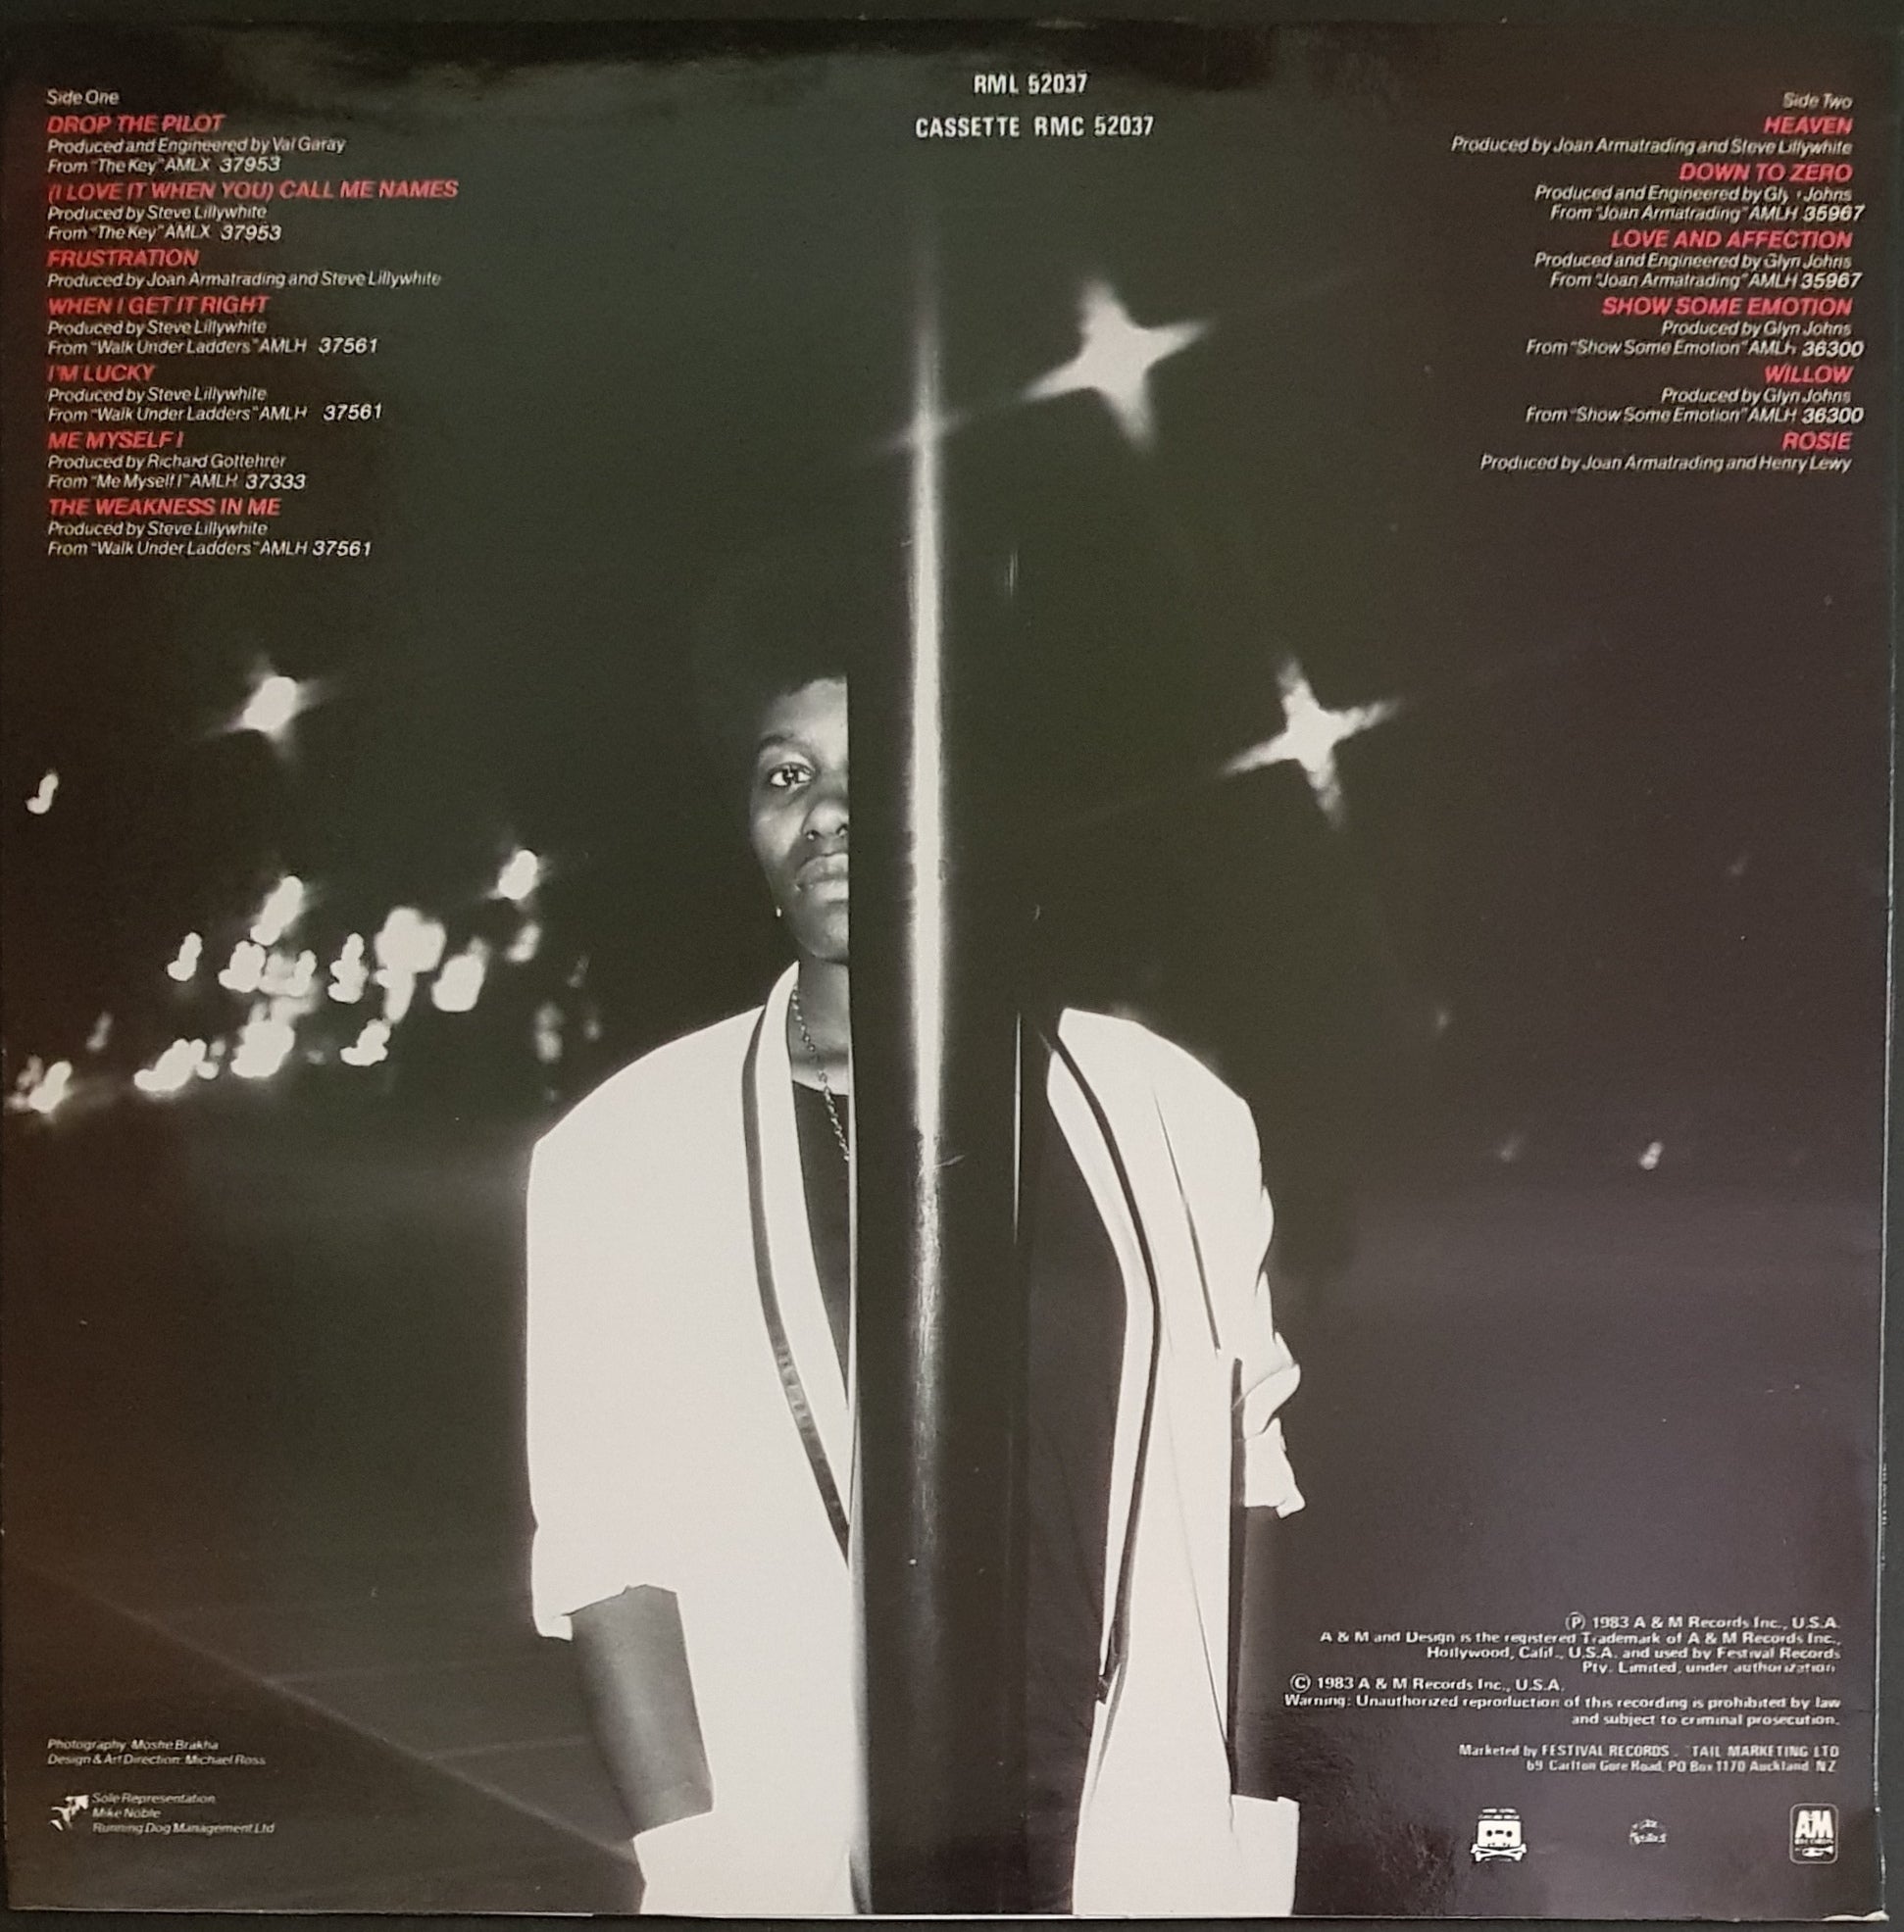 RML 52037
CASSETTE RMC 52037
Side One
DROP THE PILOT
Produced and Engineered by Val Garay
From "The Key" AMLX 37953
(I LOVE IT WHEN YOU) CALL ME NAMES
Produced by Steve Lillywhite
From "The Key" AMLX 37953
FRUSTRATION
Produced by Joan Armatrading and Steve Lillywhite
WHEN I GET IT RIGHT
Produced by Steve Lillywhite
From "Walk Under Ladders" AMLH 37561
I'M LUCKY
Produced by Steve Lillywhite
From "Walk Under Ladders" AMLH 37561
ME MYSELF I
Produced by Richard Gottehrer
From "Me Myself I" AMLH 37333
THE WEAKNESS IN ME
Produced by Steve Lillywhite
From "Walk Under Ladders" AMLH 37561
Side Two
HEAVEN
Produced by Joan Armatrading and Steve Lillywhite
DOWN TO ZERO
Produced and Engineered by Johns
From "Joan Armatrading" AMLH 35967
LOVE AND AFFECTION
Produced and Engineered by Glyn Johns
From "Joan Armatrading" AMLH 35967
SHOW SOME EMOTION
Produced by Glyn Johns
From "Show Some Emotion" AMLH 36300
WILLOW
Produced by Glyn Johns
From "Show Some Emotion" AMLH 36300
ROSIE
Produced by Joan Armatrading and Henry Lewy
Ⓟ 1983 A & M Records Inc., U.S.A.
A & M and Design is the registered Trademark of A & M Records Inc.,
Hollywood, Calif., U.S.A. and used by Festival Records
Pty. Limited, under authorization
© 1983 A & M Records Inc., U.S.A.
Warning: Unauthorized reproduction of this recording is prohibited by law
and subject to criminal prosecution.
Marketed by FESTIVAL RECORDS TAIL MARKETING LTD
69 Carlton Gore Road, PO Box 1170 Auckland NZ
Photography: Moshe Brakha
Design & Art Direction: Michael Ross
Sole Representation
Mike Noble
Running Dog Management Ltd
A&M
RECORDS